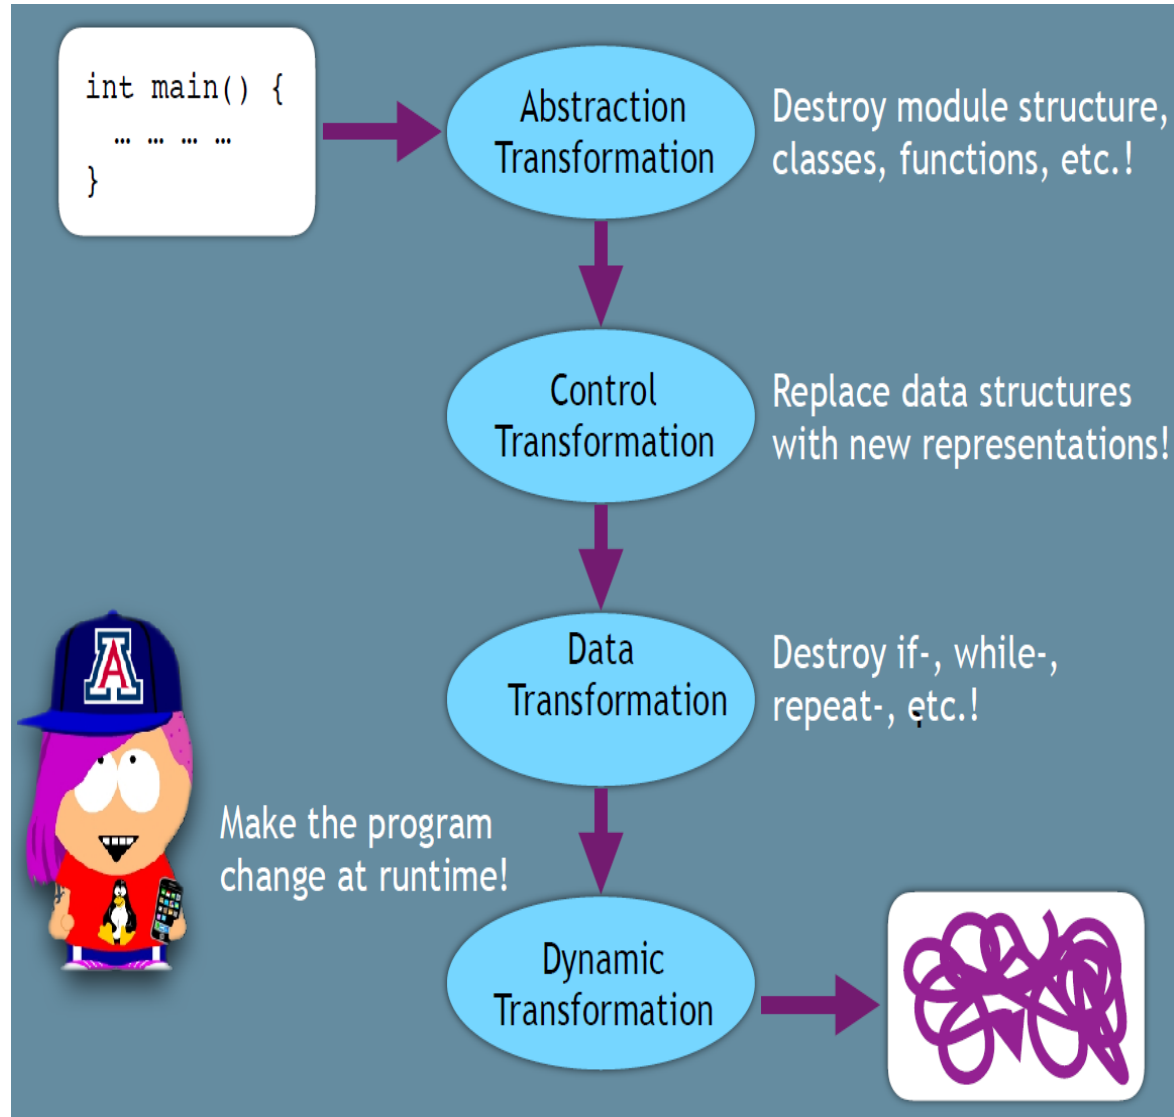 int main() {
… … … …
}
Abstraction
Transformation
Destroy module structure,
classes, functions, etc.!
Control
Transformation
Replace data structures
with new representations!
Data
Transformation
Destroy if-, while-,
repeat-, etc.!
A
Make the program
change at runtime!
Dynamic
Transformation